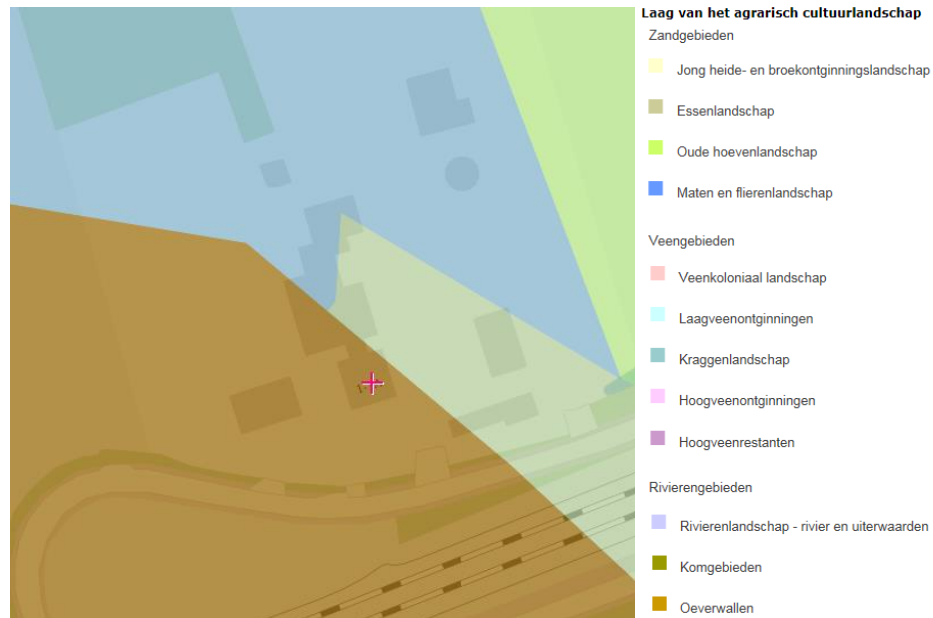 Laag van het agrarisch cultuurlandschap
Zandgebieden
Jong heide- en broekontginningslandschap
Essenlandschap
Oude hoevenlandschap
Maten en flierenlandschap
Veengebieden
Veenkoloniaal landschap
Laagveenontginningen
Kraggenlandschap
Hoogveenontginningen
Hoogveenrestanten
Rivierengebieden
Rivierenlandschap - rivier en uiterwaarden
Komgebieden
Oeverwallen